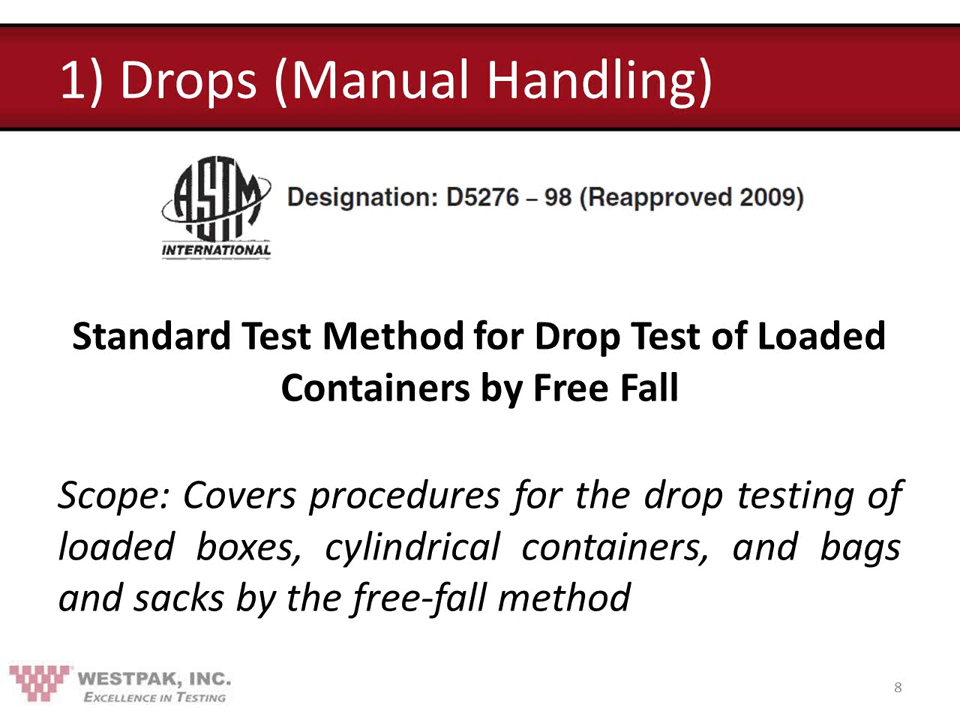 1) Drops (Manual Handling)
ASTM
INTERNATIONAL
Designation: D5276 – 98 (Reapproved 2009)
Standard Test Method for Drop Test of Loaded
Containers by Free Fall
Scope: Covers procedures for the drop testing of
loaded boxes, cylindrical containers, and bags
and sacks by the free-fall method
WESTPAK, INC.
EXCELLENCE IN TESTING
8